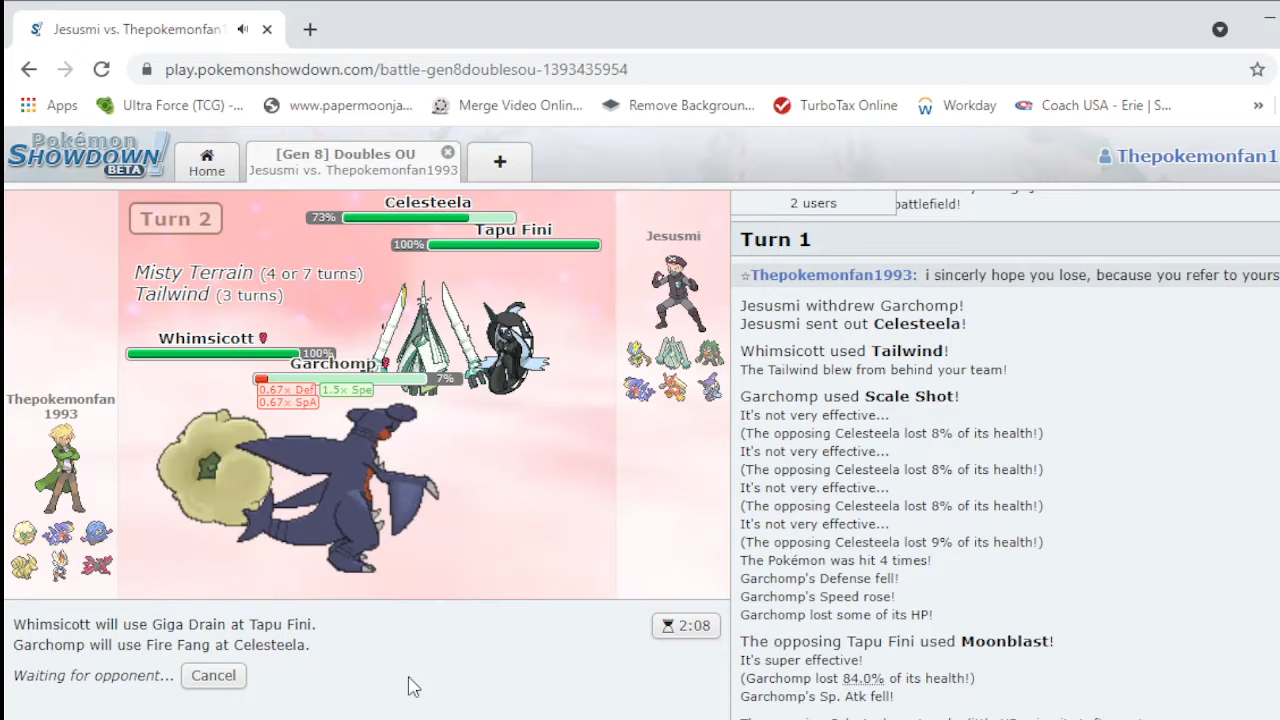 Jesusmi vs. Thepokemonfan1
play.pokemonshowdown.com/battle-gen8doublesou-1393435954
Apps
Ultra Force (TCG) -...
www.papermoonja...
Merge Video Onlin...
Remove Backgroun...
TurboTax Online
Workday
Coach USA - Erie | S...
»
Pokémon
SHOWDOWN!
BETA
Home
[Gen 8] Doubles OU
Jesusmi vs. Thepokemonfan1993
+
Thepokemonfan1
Turn 2
Misty Terrain (4 or 7 turns)
Tailwind (3 turns)
Celesteela
73%
Tapu Fini
100%
Whimsicott
100%
Garchomp
7%
0.67× Def 1.5× Spe
0.67× SpA
Thepokemonfan
1993
Jesusmi
Whimsicott will use Giga Drain at Tapu Fini.
Garchomp will use Fire Fang at Celesteela.
Waiting for opponent... Cancel
2:08
2 users
battlefield!
Turn 1
☆Thepokemonfan1993: i sincerly hope you lose, because you refer to yours
Jesusmi withdrew Garchomp!
Jesusmi sent out Celesteela!
Whimsicott used Tailwind!
The Tailwind blew from behind your team!
Garchomp used Scale Shot!
It's not very effective...
(The opposing Celesteela lost 8% of its health!)
It's not very effective...
(The opposing Celesteela lost 8% of its health!)
It's not very effective...
(The opposing Celesteela lost 8% of its health!)
It's not very effective...
(The opposing Celesteela lost 9% of its health!)
The Pokémon was hit 4 times!
Garchomp's Defense fell!
Garchomp's Speed rose!
Garchomp lost some of its HP!
The opposing Tapu Fini used Moonblast!
It's super effective!
(Garchomp lost 84.0% of its health!)
Garchomp's Sp. Atk fell!